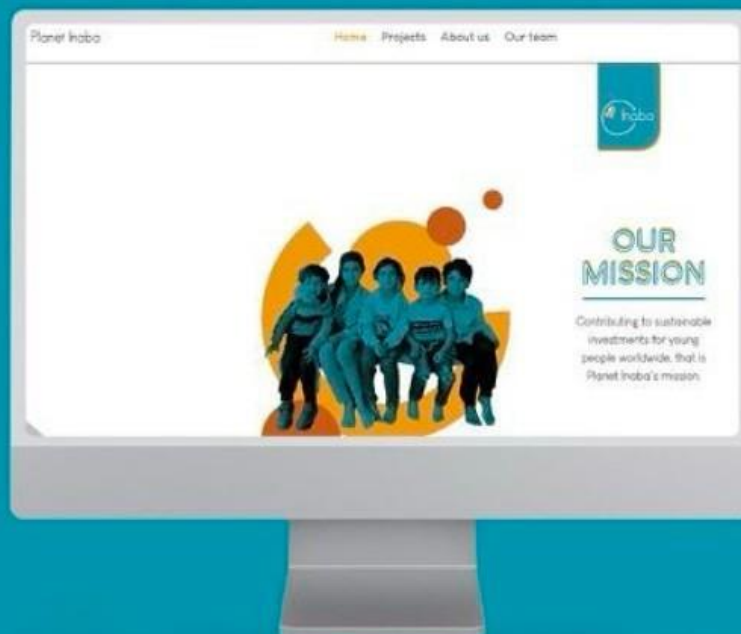 Planet Inaba
Home Projects About us Our team
Inaba
OUR
MISSION
Contributing to sustainable
investments for young
people worldwide, that is
Planet Inaba's mission.